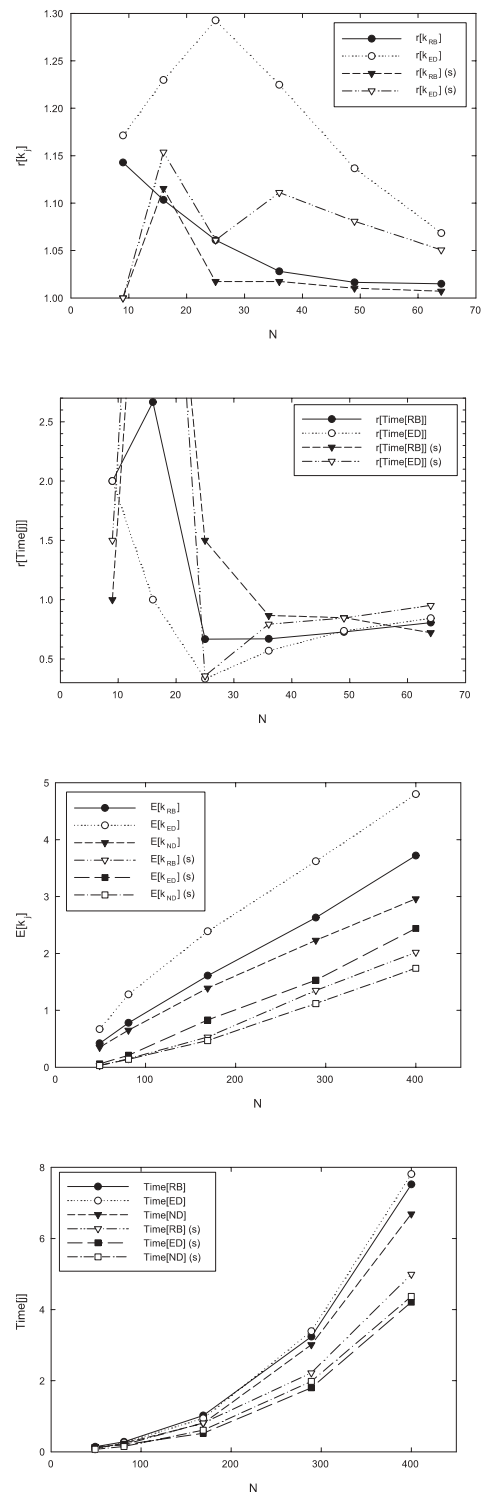 1.30
1.25
1.20
1.15
1.10
1.05
1.00
r[k_j]
r[k_RB]
r[k_ED]
r[k_RB] (s)
r[k_ED] (s)
0 10 20 30 40 50 60 70
N
2.5
2.0
1.5
1.0
0.5
r[Time[j]]
r[Time[RB]]
r[Time[ED]]
r[Time[RB]] (s)
r[Time[ED]] (s)
0 10 20 30 40 50 60 70
N
5
4
3
2
1
0
E[k_j]
E[k_RB]
E[k_ED]
E[k_ND]
E[k_RB] (s)
E[k_ED] (s)
E[k_ND] (s)
0 100 200 300 400
N
8
6
4
2
0
Time[j]
Time[RB]
Time[ED]
Time[ND]
Time[RB] (s)
Time[ED] (s)
Time[ND] (s)
0 100 200 300 400
N